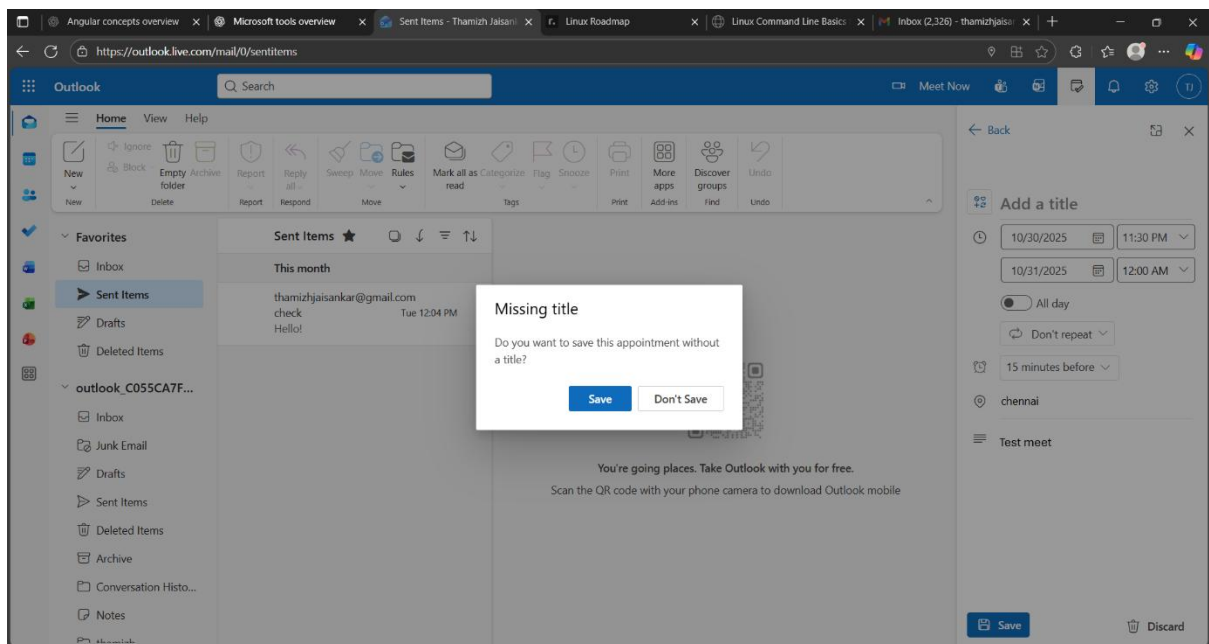 Angular concepts overview
Microsoft tools overview
Sent Items - Thamizh Jaisani
Linux Roadmap
Linux Command Line Basics
Inbox (2,326) - thamizhjaisar
https://outlook.live.com/mail/0/sentitems
Outlook
Search
Meet Now
TJ
Home View Help
New
Ignore
Block
Empty folder
Archive
Report
Reply all
Sweep
Move
Rules
Mark all as read
Categorize
Flag
Snooze
Print
More apps
Discover groups
Undo
New
Delete
Report
Respond
Move
Tags
Print
Add-ins
Find
Undo
Favorites
Inbox
Sent Items
Drafts
Deleted Items
outlook_C055CA7F...
Inbox
Junk Email
Drafts
Sent Items
Deleted Items
Archive
Conversation Histo...
Notes
Sent Items
This month
thamizhjaisankar@gmail.com
check Tue 12:04 PM
Hello!
Missing title
Do you want to save this appointment without
a title?
Save Don't Save
You're going places. Take Outlook with you for free.
Scan the QR code with your phone camera to download Outlook mobile
Back
Add a title
10/30/2025 11:30 PM
10/31/2025 12:00 AM
All day
Don't repeat
15 minutes before
chennai
Test meet
Save Discard